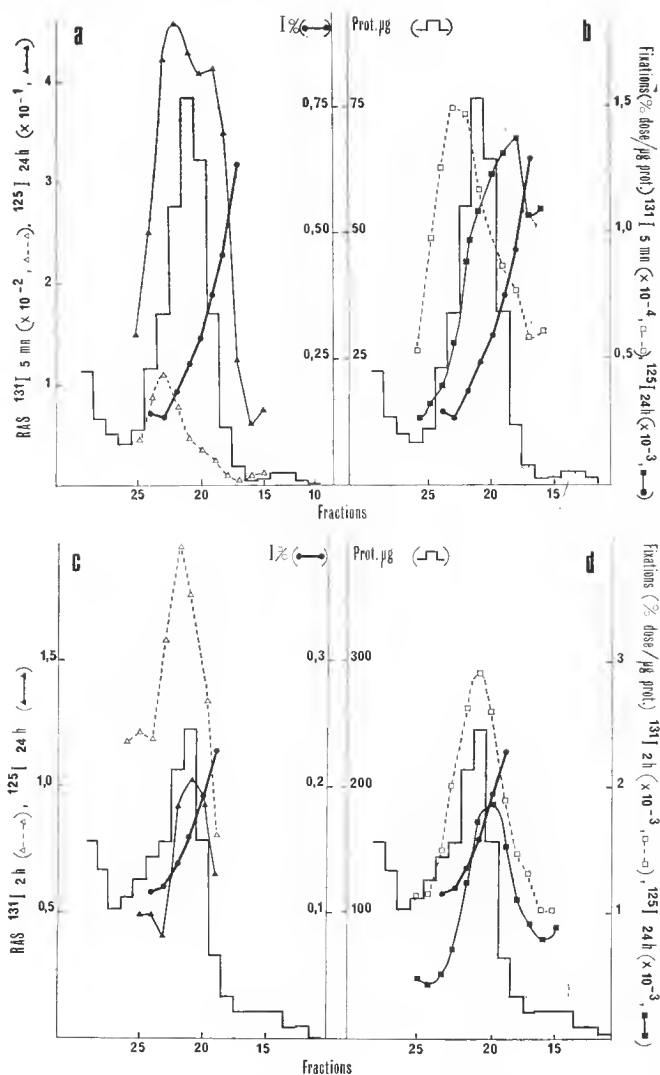 a
I% (●—●)
Prot. µg (⎍)
b
RAS ¹³¹I 5 mn (x 10⁻², △---△), ¹²⁵I 24 h (x 10⁻¹, ▲—▲)
4
3
2
1
0,75
0,50
0,25
75
50
25
1,5
1,0
0,5
Fixations (% dose/µg prot.) ¹³¹I 5 mn (x 10⁻⁴, □--□), ¹²⁵I 24 h (x 10⁻³, ■—■)
25 20 15 10
25 20 15
Fractions
c
I% (●—●)
Prot. µg (⎍)
d
RAS ¹³¹I 2 h (△---△), ¹²⁵I 24 h (▲—▲)
1,5
1,0
0,5
0,3
0,2
0,1
300
200
100
3
2
1
Fixations (% dose/µg prot.) ¹³¹I 2 h (x 10⁻³, □---□), ¹²⁵I 24 h (x 10⁻³, ■—■)
25 20 15
25 20 15
Fractions